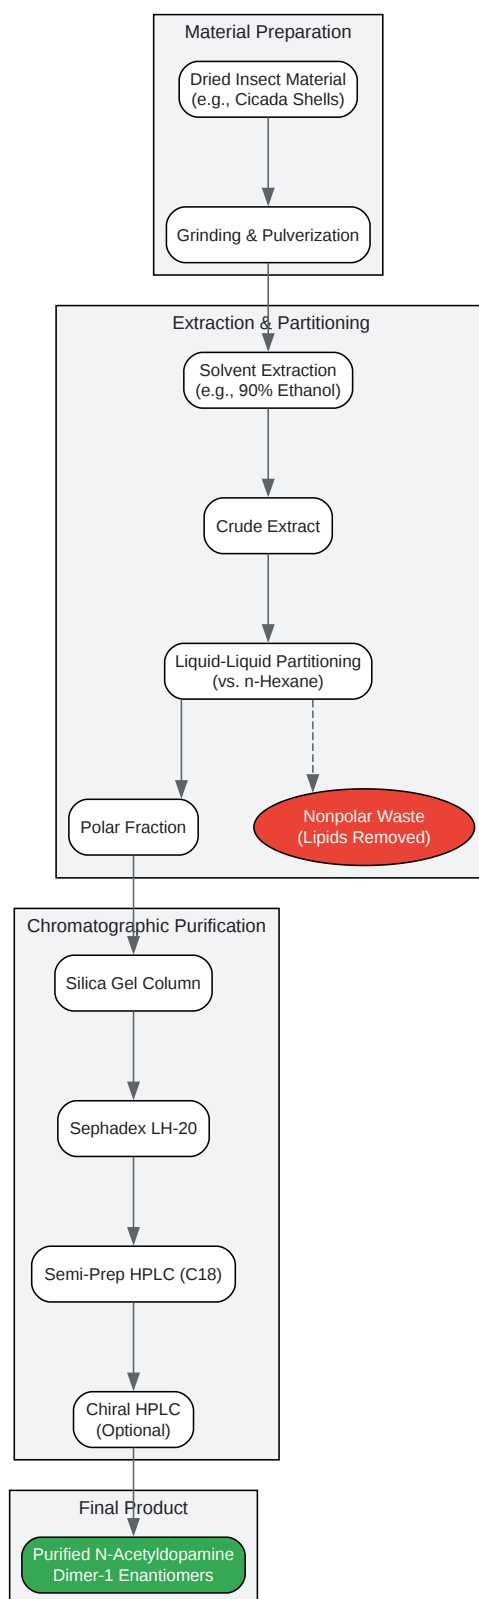 Material Preparation
Dried Insect Material
(e.g., Cicada Shells)
Grinding & Pulverization
Extraction & Partitioning
Solvent Extraction
(e.g., 90% Ethanol)
Crude Extract
Liquid-Liquid Partitioning
(vs. n-Hexane)
Polar Fraction
Nonpolar Waste
(Lipids Removed)
Chromatographic Purification
Silica Gel Column
Sephadex LH-20
Semi-Prep HPLC (C18)
Chiral HPLC
(Optional)
Final Product
Purified N-Acetyldopamine
Dimer-1 Enantiomers